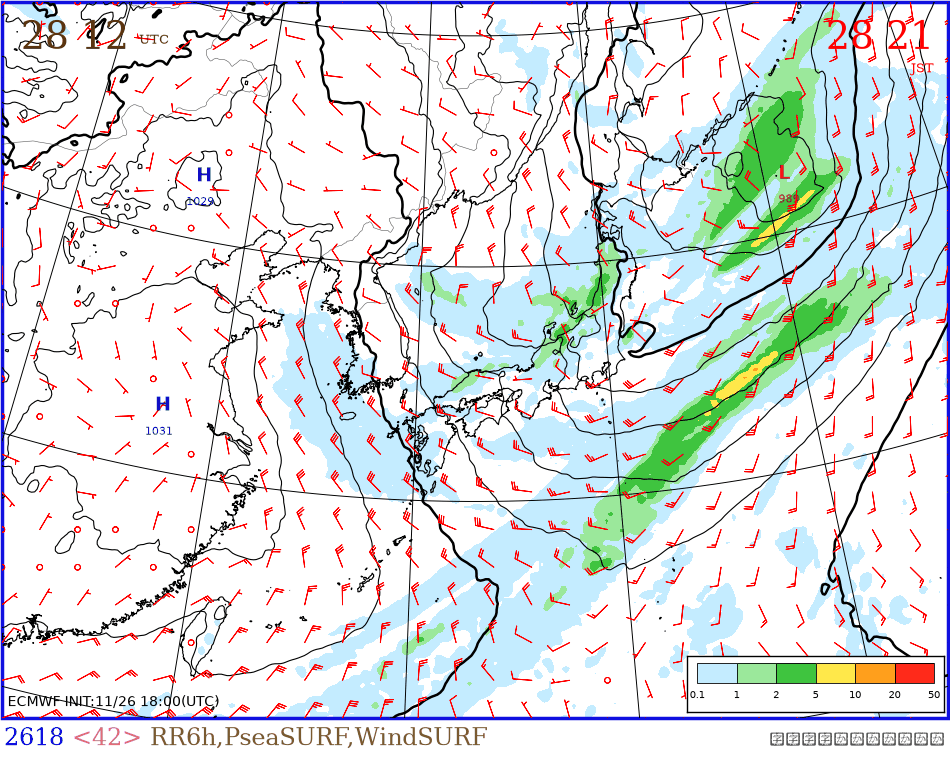 28 12 UTC
28 21
JST
H
1029
L
H
1031
ECMWF INIT:11/26 18:00(UTC)
0.1 1 2 5 10 20 50
2618 <42> RR6h,PseaSURF,WindSURF